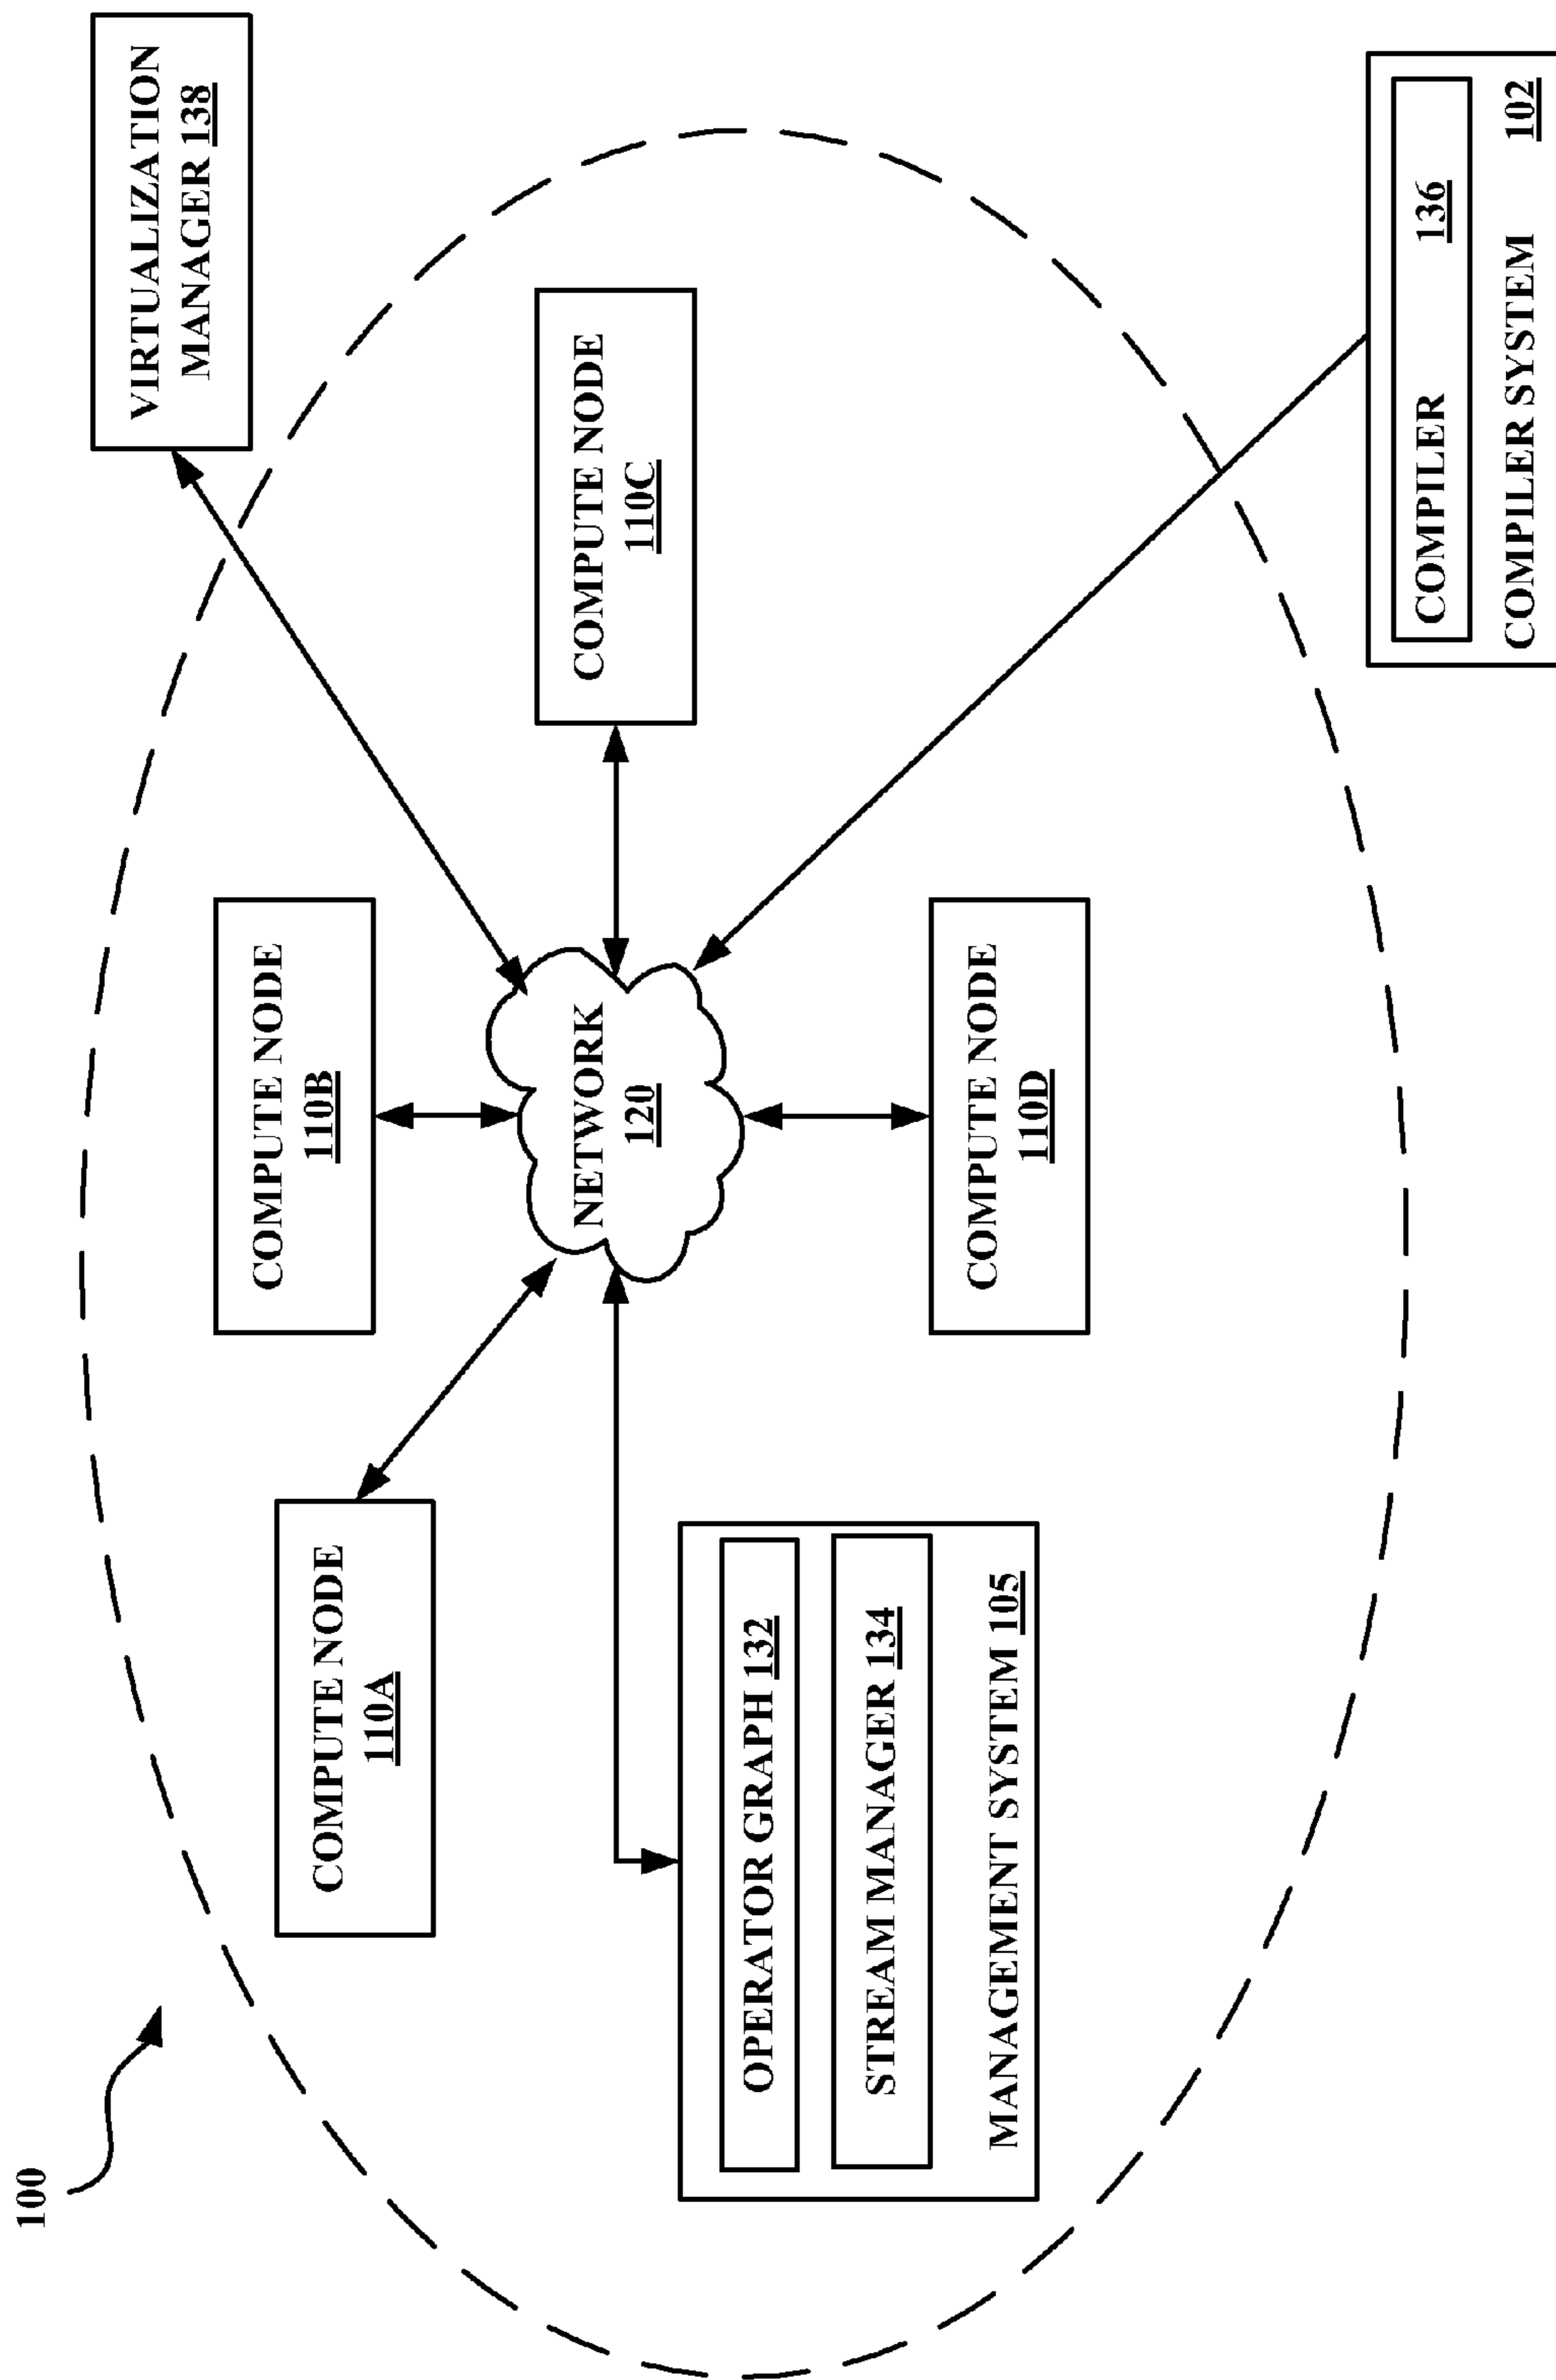 100
VIRTUALIZATION
MANAGER 138
COMPUTE NODE
110B
COMPUTE NODE
110A
COMPUTE NODE
110C
NETWORK
120
OPERATOR GRAPH 132
STREAM MANAGER 134
MANAGEMENT SYSTEM 105
COMPUTE NODE
110D
COMPILER 136
COMPILER SYSTEM 102